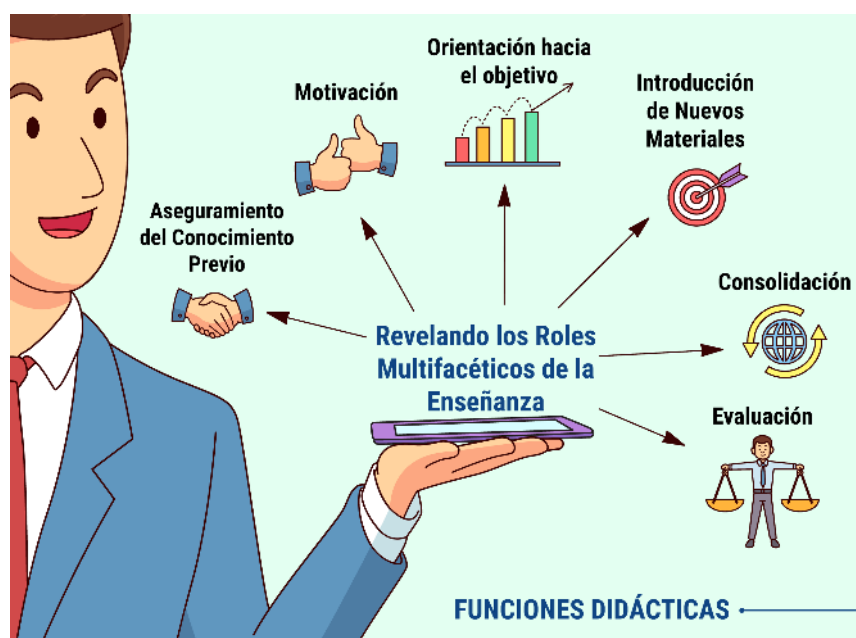 Orientación hacia
el objetivo
Motivación
Introducción
de Nuevos
Materiales
Aseguramiento
del Conocimiento
Previo
Consolidación
Revelando los Roles
Multifacéticos de la
Enseñanza
Evaluación
FUNCIONES DIDÁCTICAS